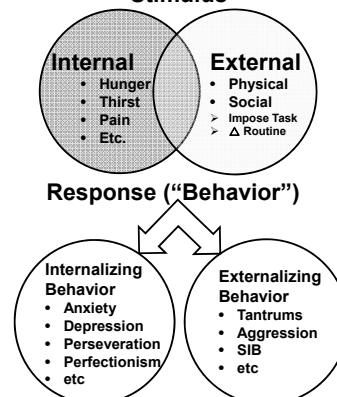 Stimulus
Internal
• Hunger
• Thirst
• Pain
• Etc.
External
• Physical
• Social
➢ Impose Task
➢ △ Routine
Response (“Behavior”)
Internalizing
Behavior
• Anxiety
• Depression
• Perseveration
• Perfectionism
• etc
Externalizing
Behavior
• Tantrums
• Aggression
• SIB
• etc